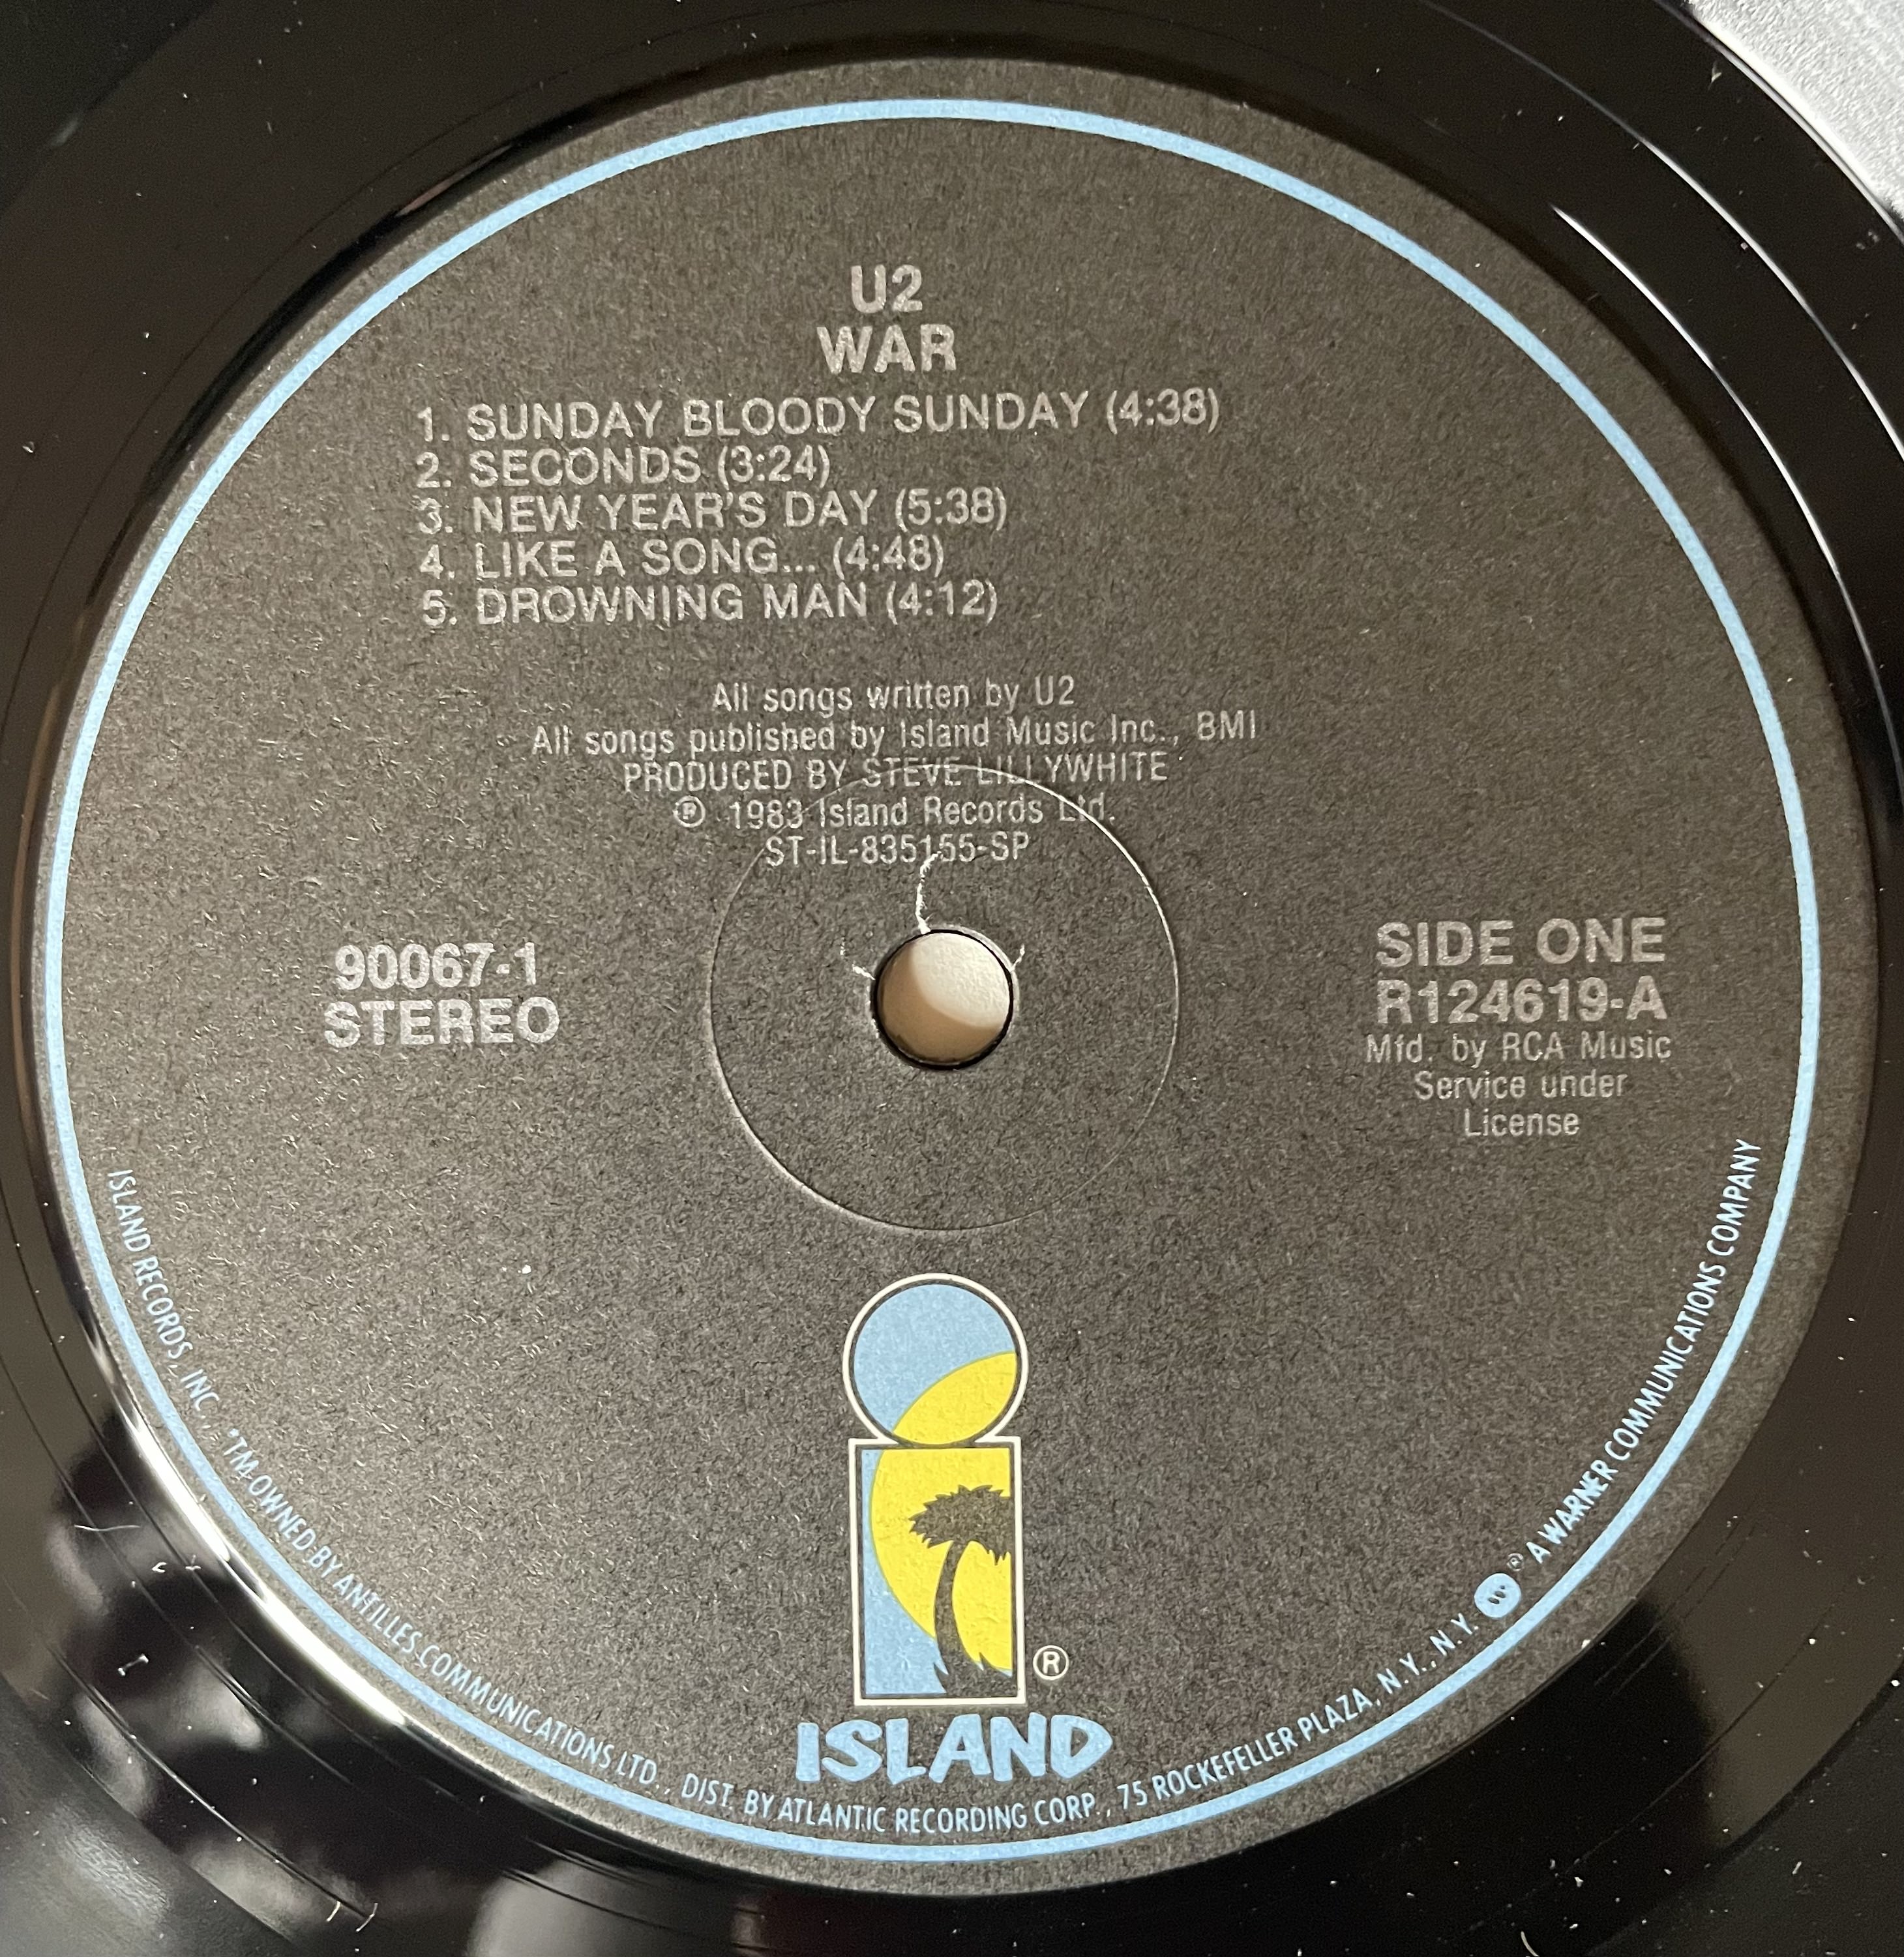 U2
WAR
1. SUNDAY BLOODY SUNDAY (4:38)
2. SECONDS (3:24)
3. NEW YEAR'S DAY (5:38)
4. LIKE A SONG... (4:48)
5. DROWNING MAN (4:12)
All songs written by U2
All songs published by Island Music Inc., BMI
PRODUCED BY STEVE LILLYWHITE
℗ 1983 Island Records Ltd.
ST-IL-835155-SP
90067-1
STEREO
SIDE ONE
R124619-A
Mfd. by RCA Music
Service under
License
®
ISLAND
ISLAND RECORDS, INC., *TM OWNED BY ANTILLES COMMUNICATIONS LTD., DIST. BY ATLANTIC RECORDING CORP., 75 ROCKEFELLER PLAZA, N.Y., N.Y. ® A WARNER COMMUNICATIONS COMPANY